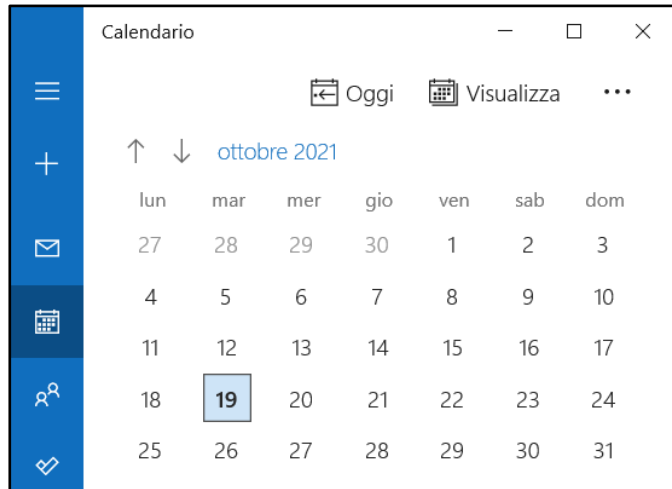 Calendario
Oggi Visualizza
ottobre 2021
lun mar mer gio ven sab dom
27 28 29 30 1 2 3
4 5 6 7 8 9 10
11 12 13 14 15 16 17
18 19 20 21 22 23 24
25 26 27 28 29 30 31